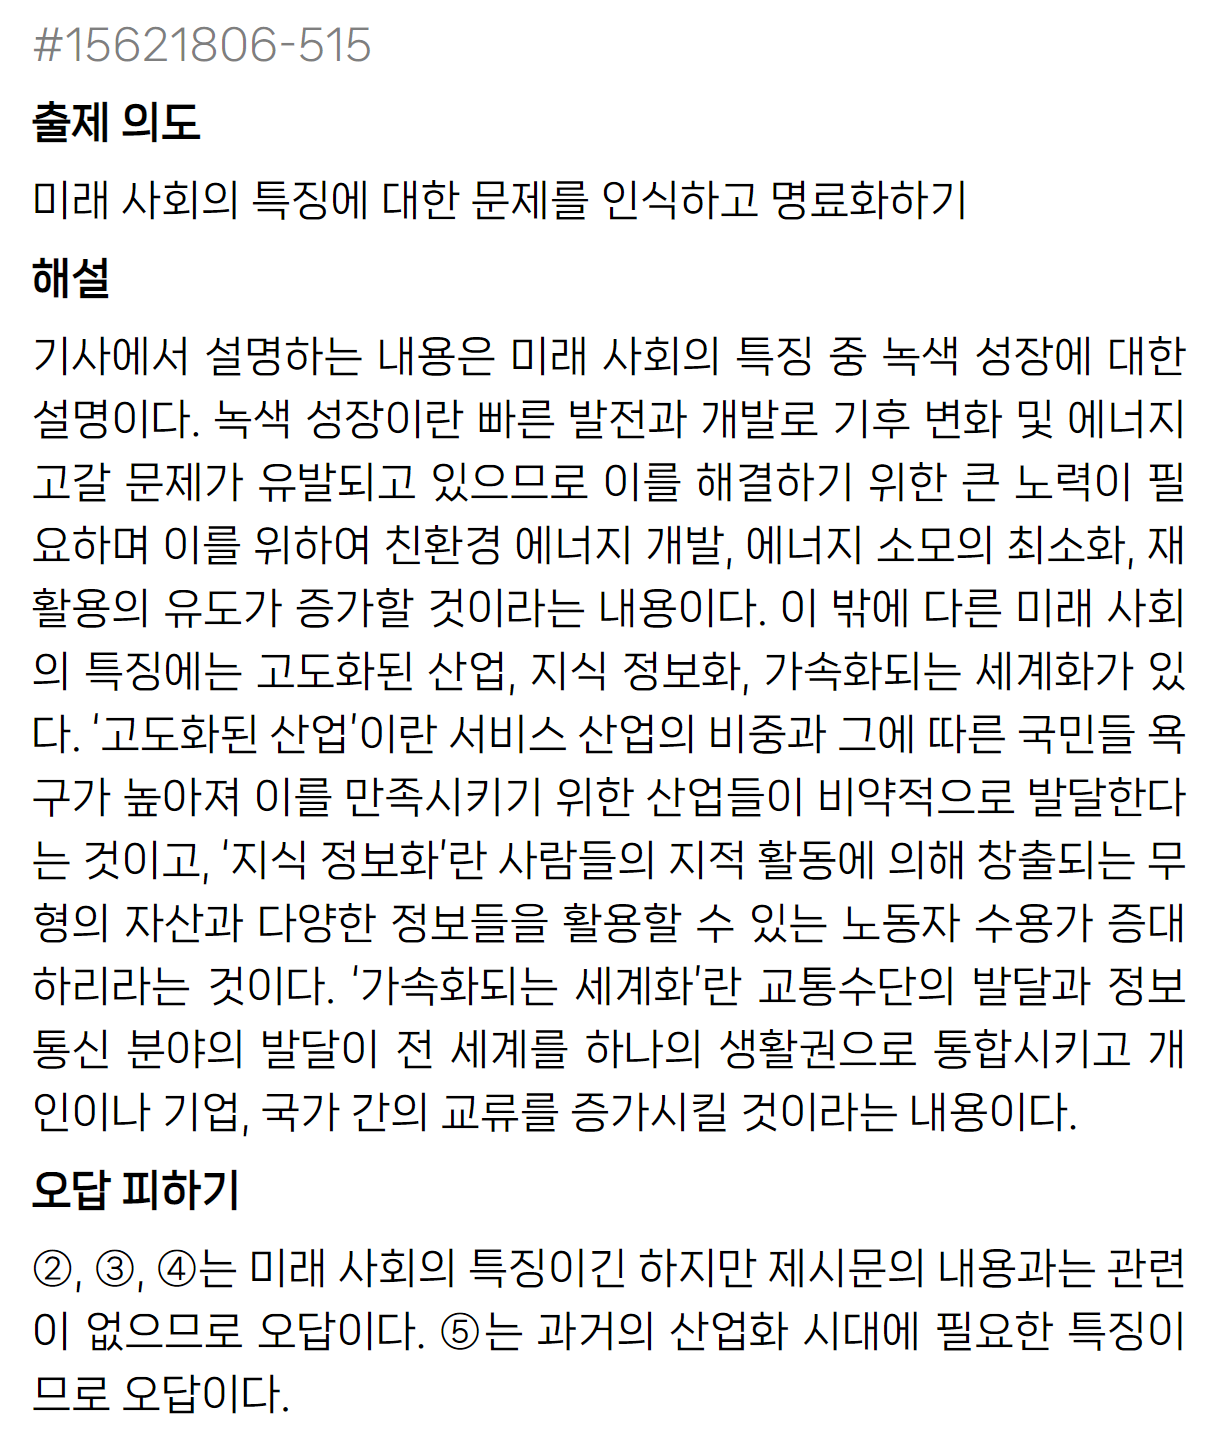 #15621806-515
출제 의도
미래 사회의 특징에 대한 문제를 인식하고 명료화하기
해설
기사에서 설명하는 내용은 미래 사회의 특징 중 녹색 성장에 대한
설명이다. 녹색 성장이란 빠른 발전과 개발로 기후 변화 및 에너지
고갈 문제가 유발되고 있으므로 이를 해결하기 위한 큰 노력이 필
요하며 이를 위하여 친환경 에너지 개발, 에너지 소모의 최소화, 재
활용의 유도가 증가할 것이라는 내용이다. 이 밖에 다른 미래 사회
의 특징에는 고도화된 산업, 지식 정보화, 가속화되는 세계화가 있
다. '고도화된 산업'이란 서비스 산업의 비중과 그에 따른 국민들 욕
구가 높아져 이를 만족시키기 위한 산업들이 비약적으로 발달한다
는 것이고, '지식 정보화'란 사람들의 지적 활동에 의해 창출되는 무
형의 자산과 다양한 정보들을 활용할 수 있는 노동자 수용가 증대
하리라는 것이다. '가속화되는 세계화'란 교통수단의 발달과 정보
통신 분야의 발달이 전 세계를 하나의 생활권으로 통합시키고 개
인이나 기업, 국가 간의 교류를 증가시킬 것이라는 내용이다.
오답 피하기
②, ③, ④는 미래 사회의 특징이긴 하지만 제시문의 내용과는 관련
이 없으므로 오답이다. ⑤는 과거의 산업화 시대에 필요한 특징이
므로 오답이다.